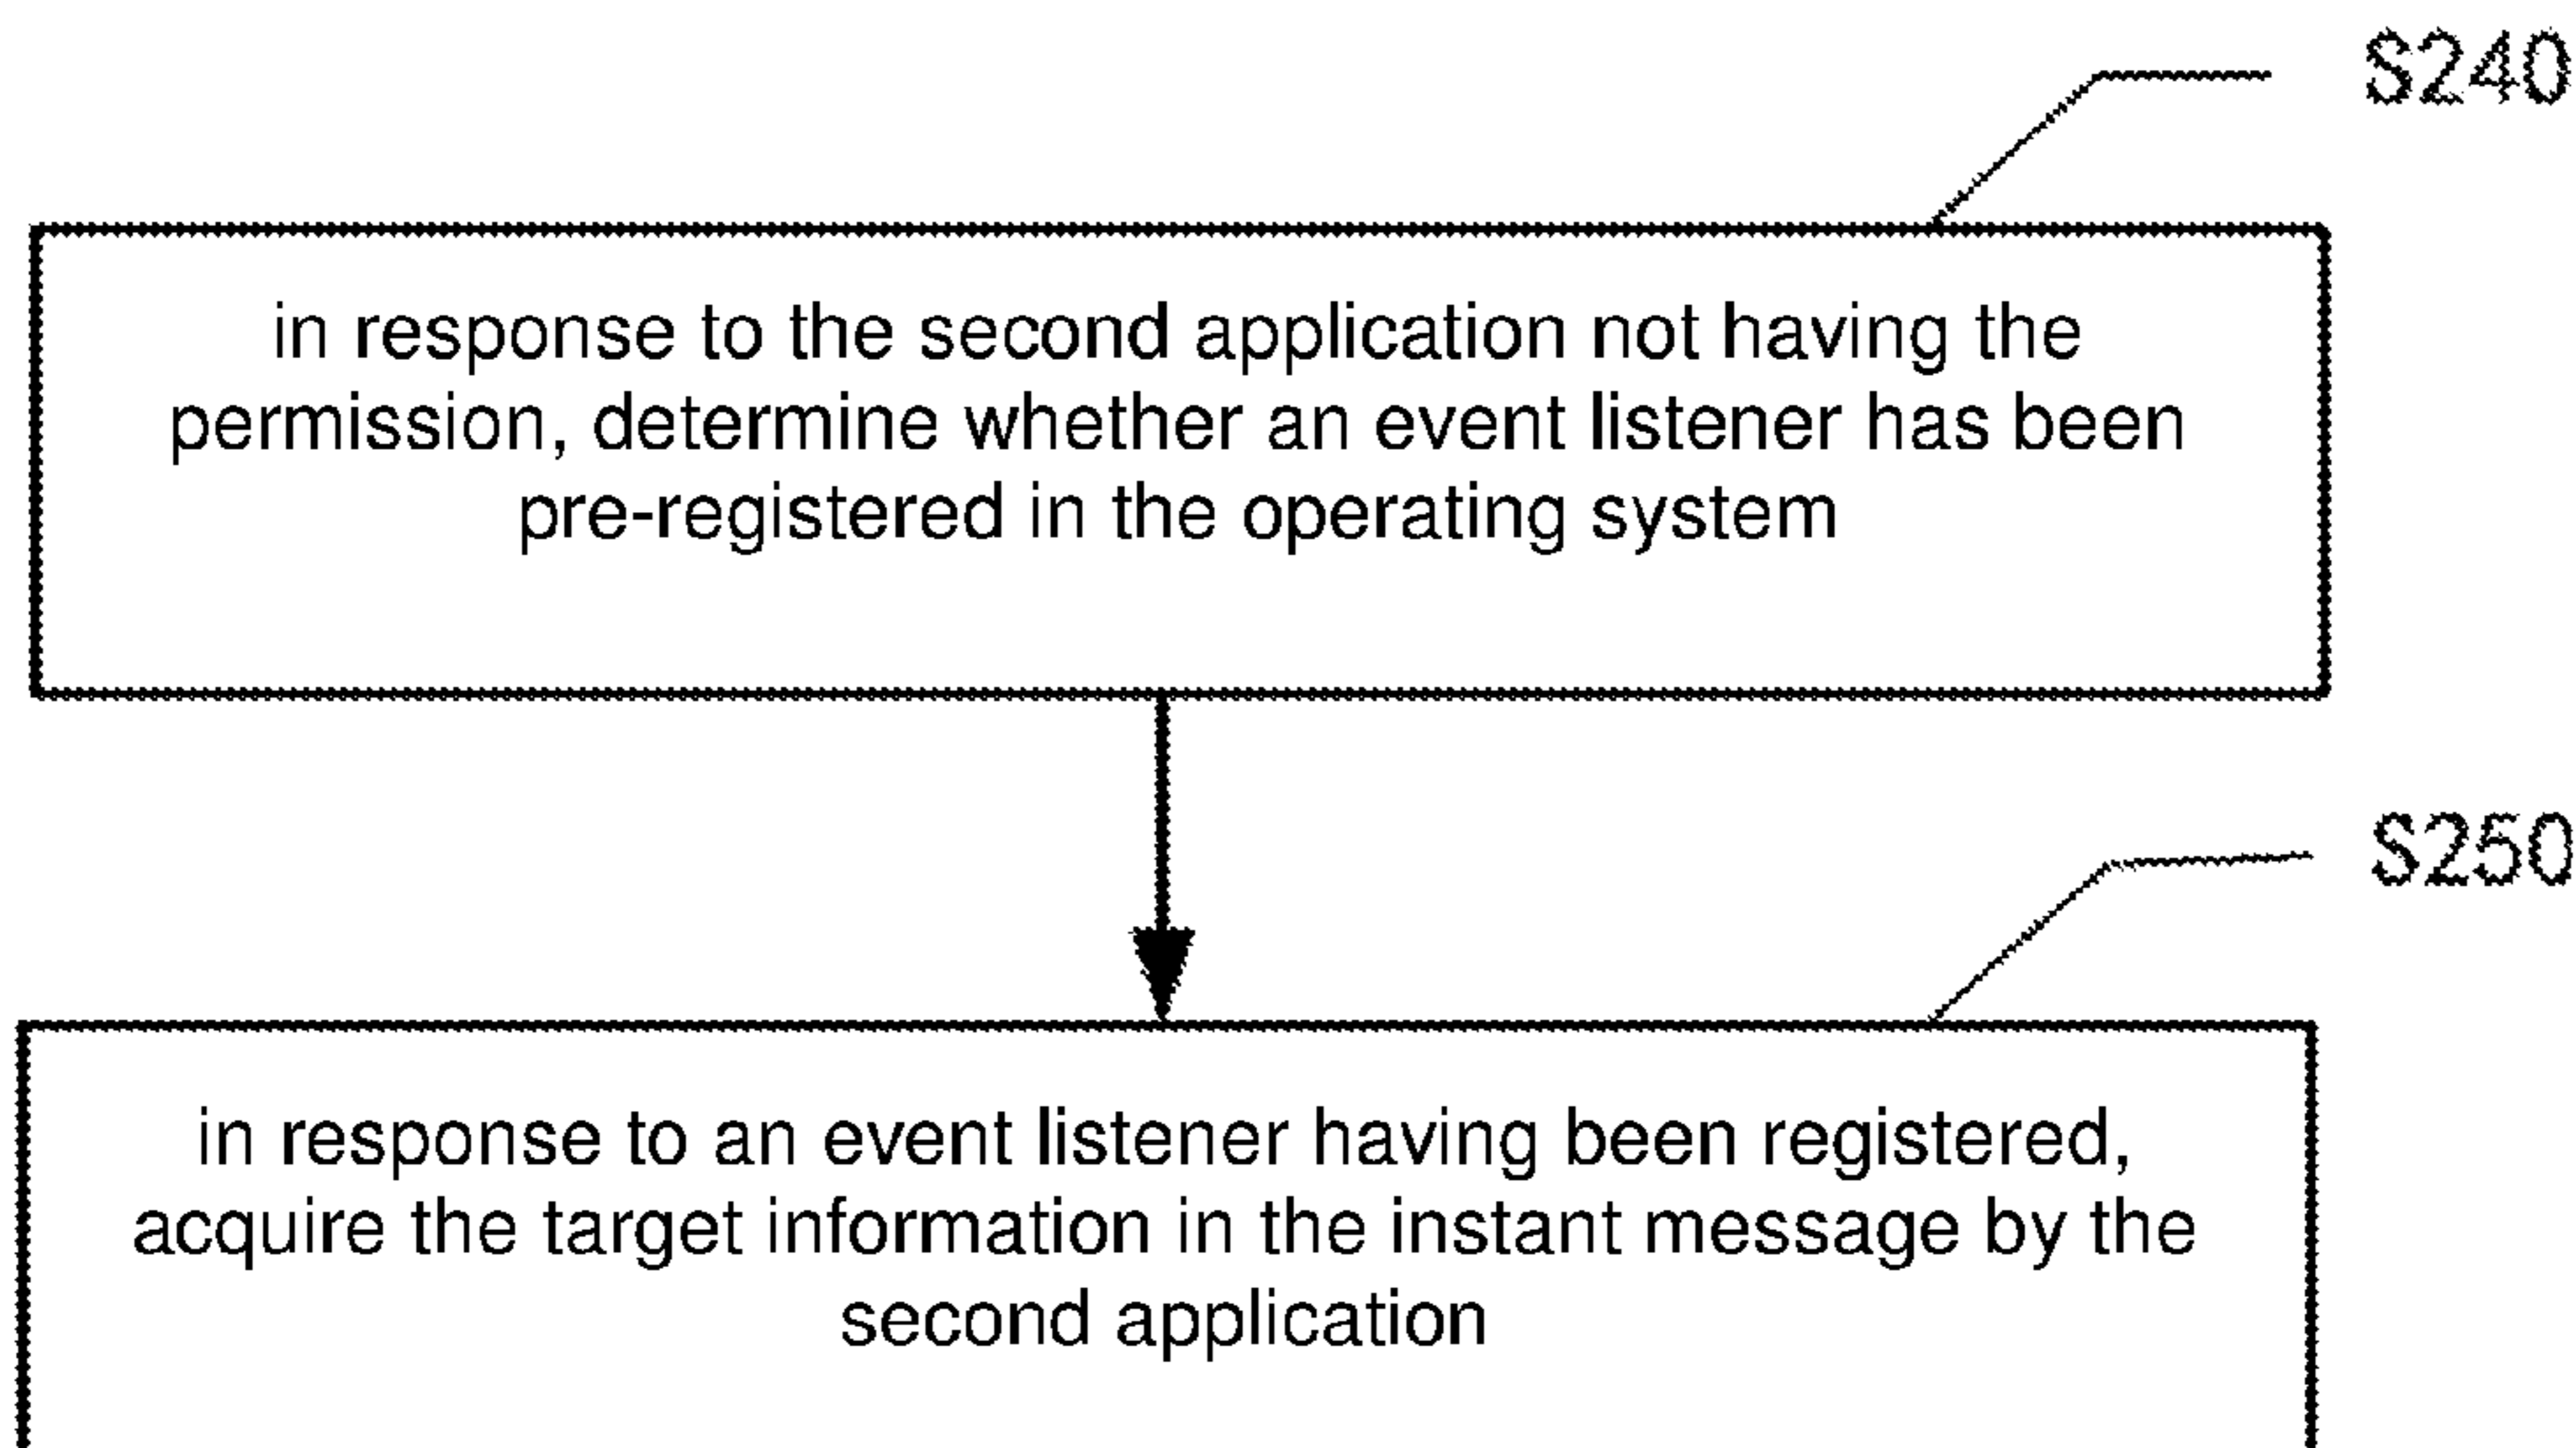 S240
in response to the second application not having the
permission, determine whether an event listener has been
pre-registered in the operating system
S250
in response to an event listener having been registered,
acquire the target information in the instant message by the
second application